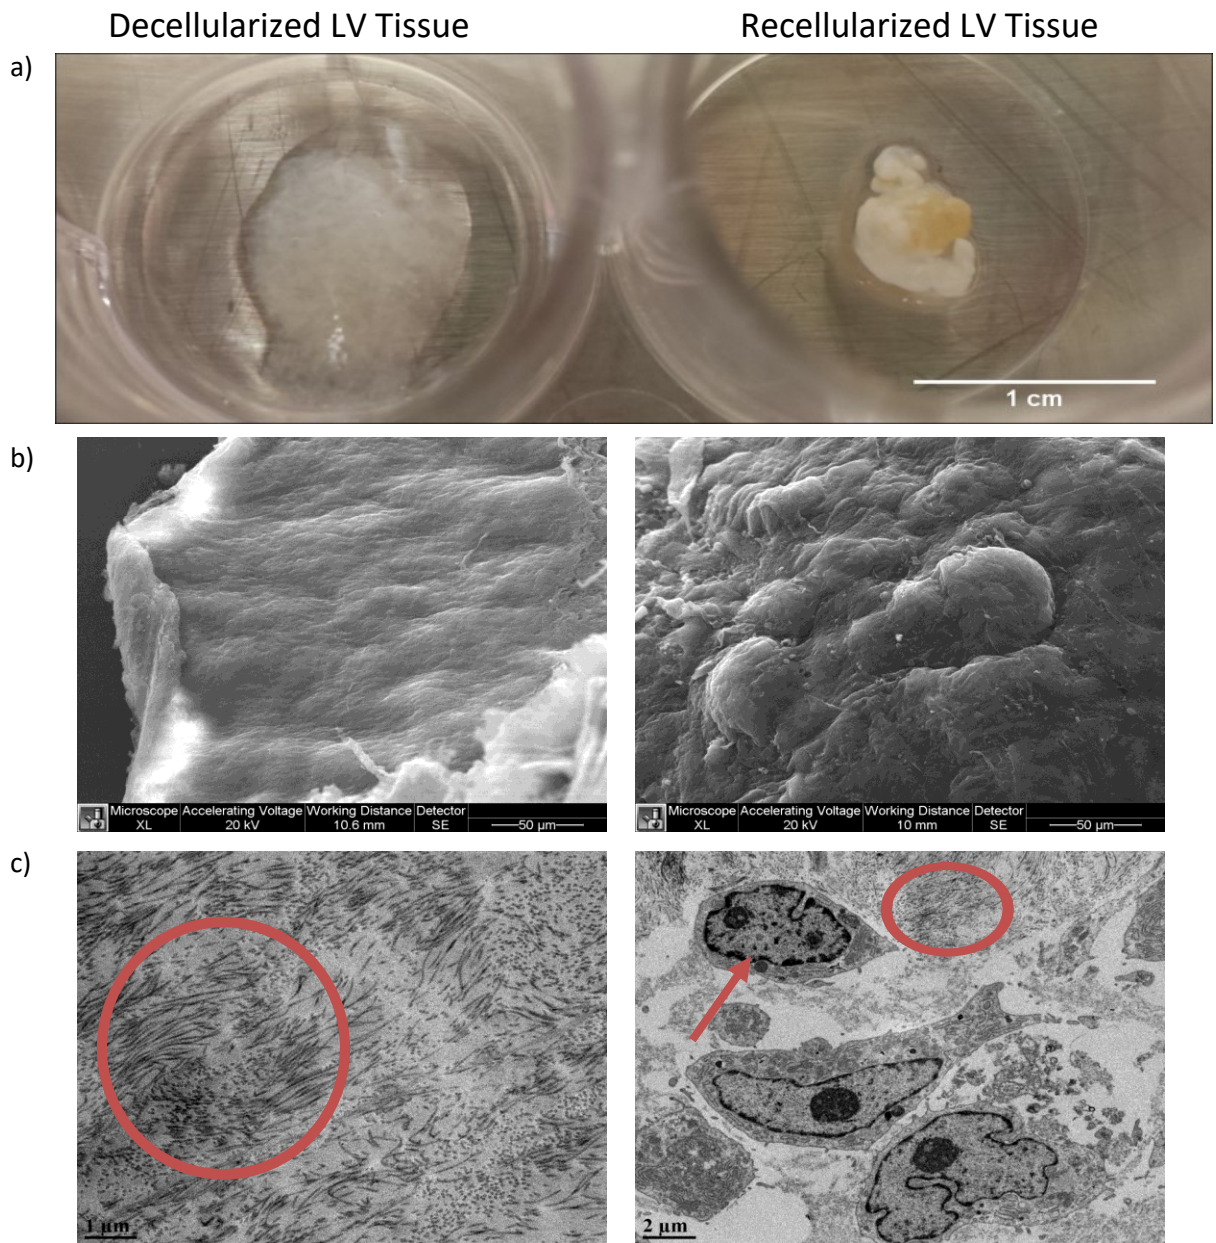 Decellularized LV Tissue Recellularized LV Tissue
a)
1 cm
b)
Microscope Accelerating Voltage Working Distance Detector
XL 20 kV 10.6 mm SE 50 µm
Microscope Accelerating Voltage Working Distance Detector
XL 20 kV 10 mm SE 50 µm
c)
1 µm
2 µm